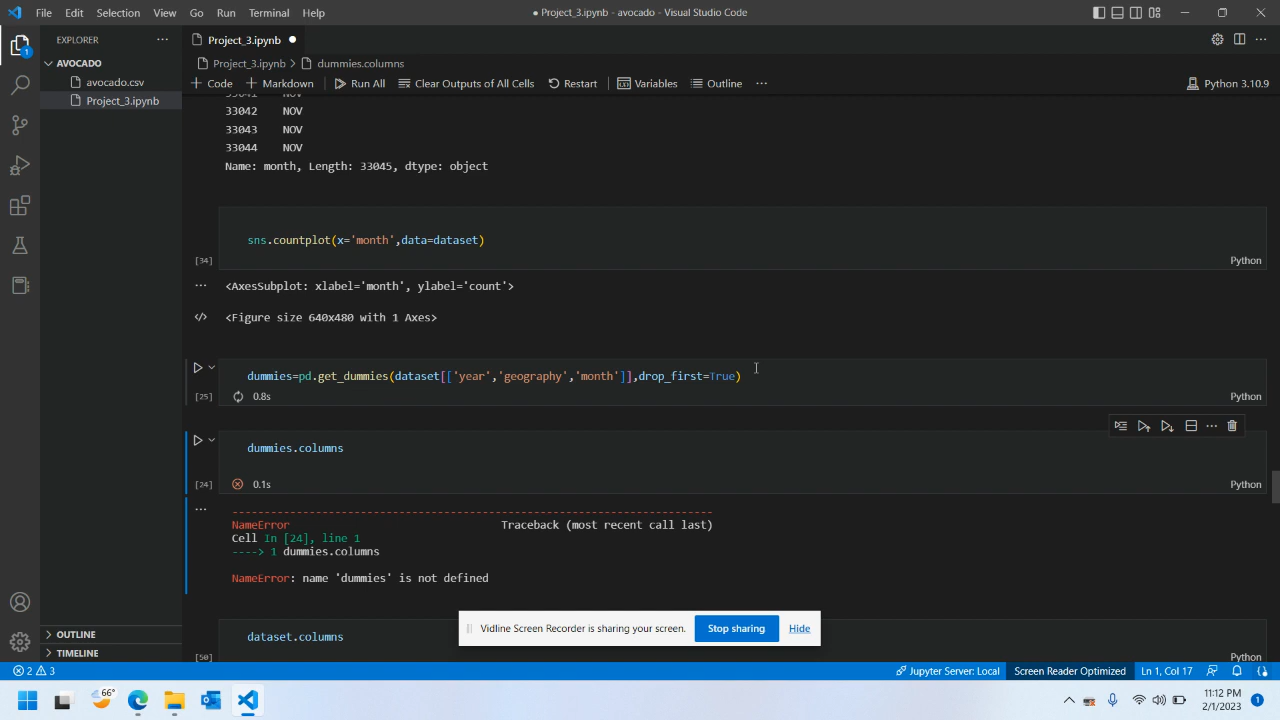 File Edit Selection View Go Run Terminal Help
● Project_3.ipynb - avocado - Visual Studio Code
EXPLORER
AVOCADO
avocado.csv
Project_3.ipynb
OUTLINE
TIMELINE
Project_3.ipynb ●
Project_3.ipynb > dummies.columns
+ Code + Markdown Run All Clear Outputs of All Cells Restart Variables Outline ... Python 3.10.9
33041 NOV
33042 NOV
33043 NOV
33044 NOV
Name: month, Length: 33045, dtype: object
sns.countplot(x='month',data=dataset)
[34] Python
<AxesSubplot: xlabel='month', ylabel='count'>
<Figure size 640x480 with 1 Axes>
dummies=pd.get_dummies(dataset[['year','geography','month']],drop_first=True)
[25] 0.8s Python
dummies.columns
[24] 0.1s Python
---------------------------------------------------------------------------
NameError Traceback (most recent call last)
Cell In [24], line 1
----> 1 dummies.columns
NameError: name 'dummies' is not defined
Vidline Screen Recorder is sharing your screen. Stop sharing Hide
dataset.columns
[50] Python
2 3 Jupyter Server: Local Screen Reader Optimized Ln 1, Col 17
66° 11:12 PM
2/1/2023
1